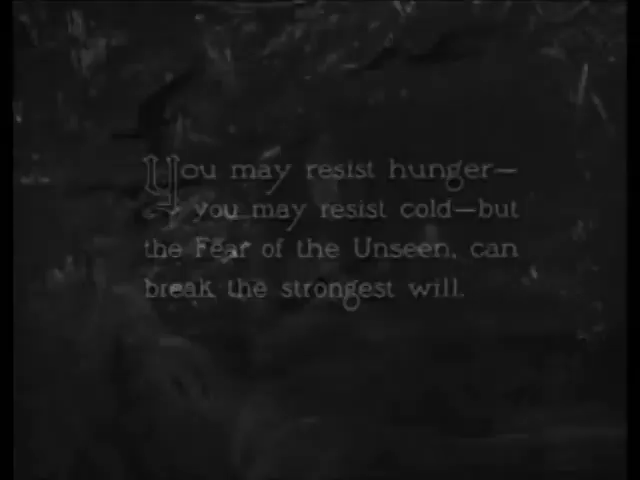 You may resist hunger—
you may resist cold—but
the Fear of the Unseen, can
break the strongest will.